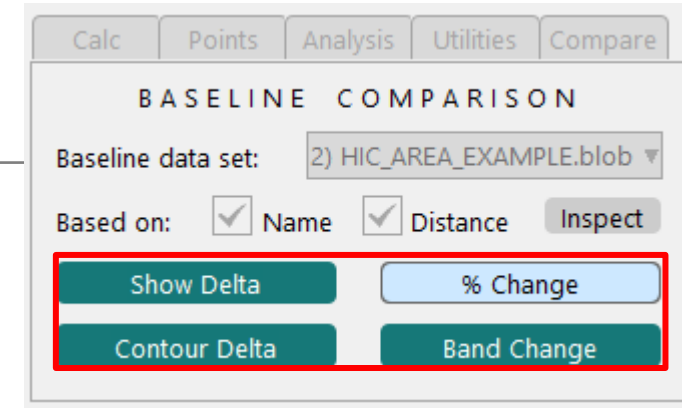 Calc Points Analysis Utilities Compare
BASELINE COMPARISON
Baseline data set: 2) HIC_AREA_EXAMPLE.blob
Based on: Name Distance Inspect
Show Delta % Change
Contour Delta Band Change